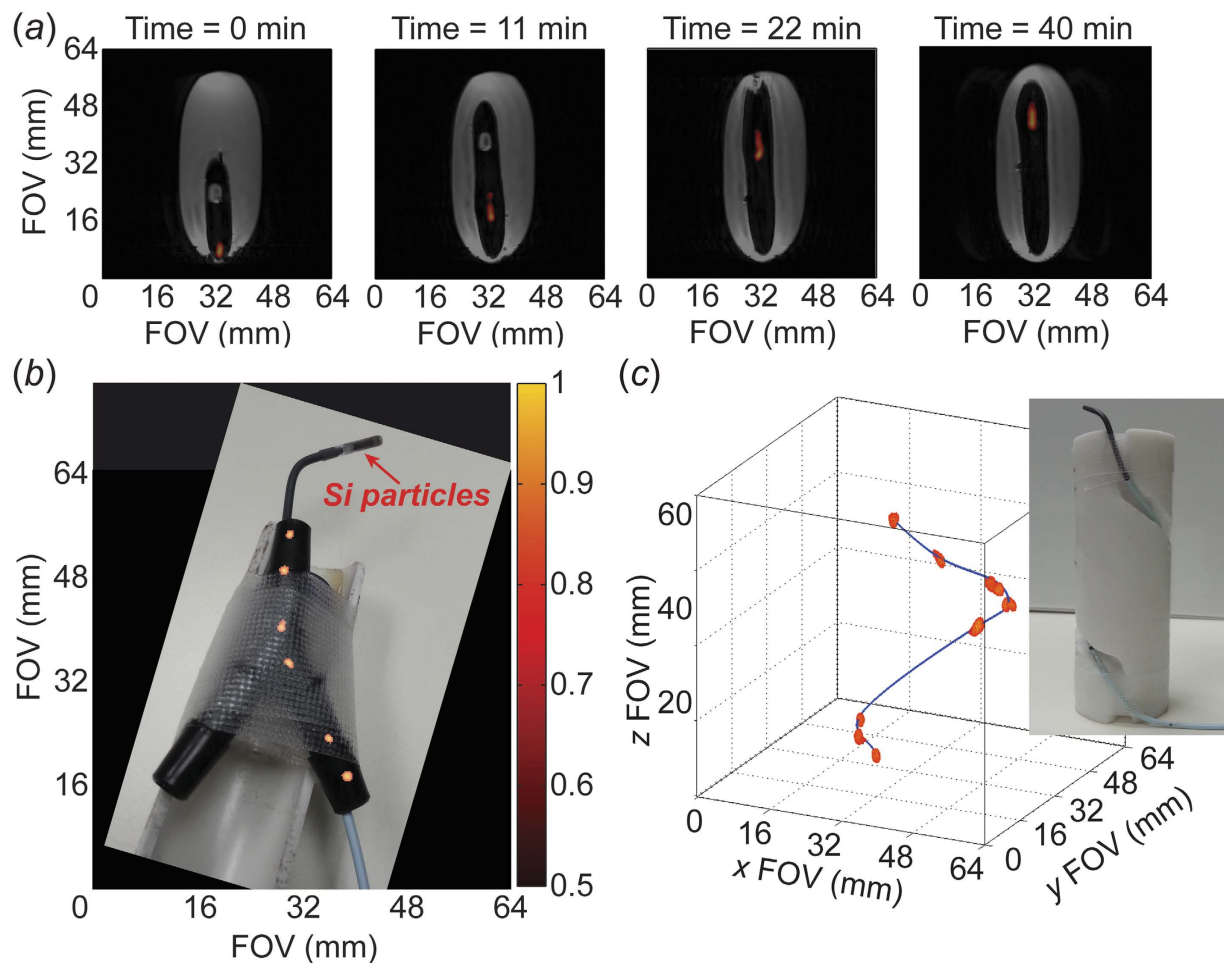 (a) Time = 0 min Time = 11 min Time = 22 min Time = 40 min
64
48
32
16
0 16 32 48 64 0 16 32 48 64 0 16 32 48 64 0 16 32 48 64
FOV (mm)
FOV (mm) FOV (mm) FOV (mm) FOV (mm)
(b)
Si particles
64
48
32
16
0 16 32 48 64
FOV (mm)
FOV (mm)
1
0.9
0.8
0.7
0.6
0.5
(c)
60
40
20
z FOV (mm)
0 16 32 48 64
x FOV (mm)
0 16 32 48 64
y FOV (mm)